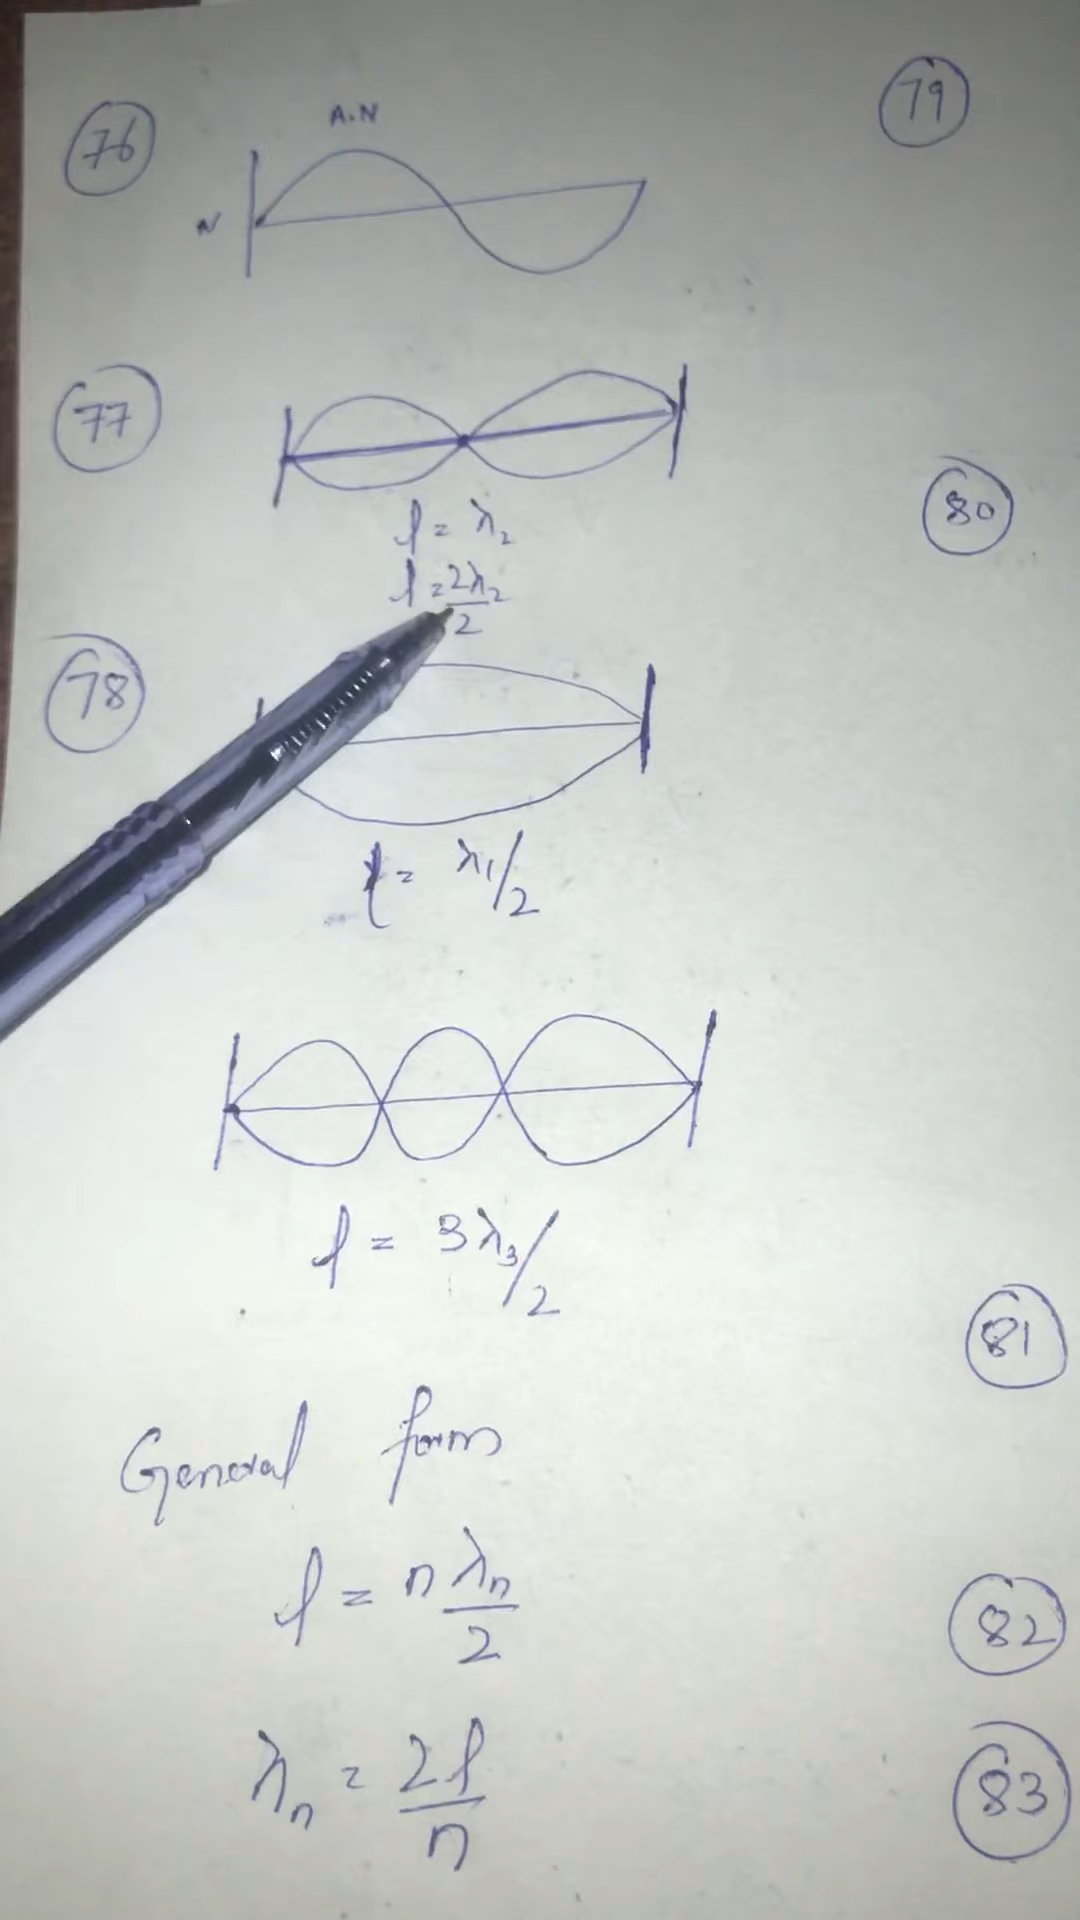 76
A.N
79
N
77
l = λ₂
80
l = 2λ₂/2
78
l = λ₁/2
l = 3λ₃/2
81
General form
l = n λₙ/2
82
λₙ = 2l/n
83